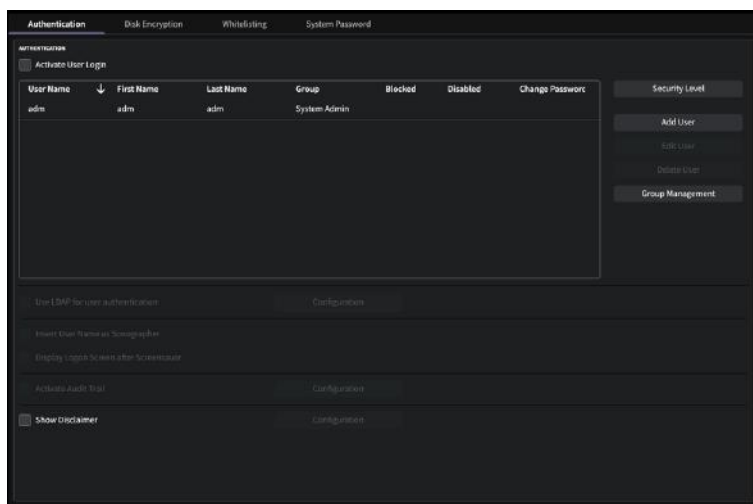 Authentication Disk Encryption Whitelisting System Password
AUTHENTICATION
Activate User Login
User Name First Name Last Name Group Blocked Disabled Change Passworc
adm adm adm System Admin
Security Level
Add User
Edit User
Delete User
Group Management
Use LDAP for user authentication Configuration
Insert User Name as Sonographer
Display Logon Screen after Screensaver
Activate Audit Trail Configuration
Show Disclaimer Configuration